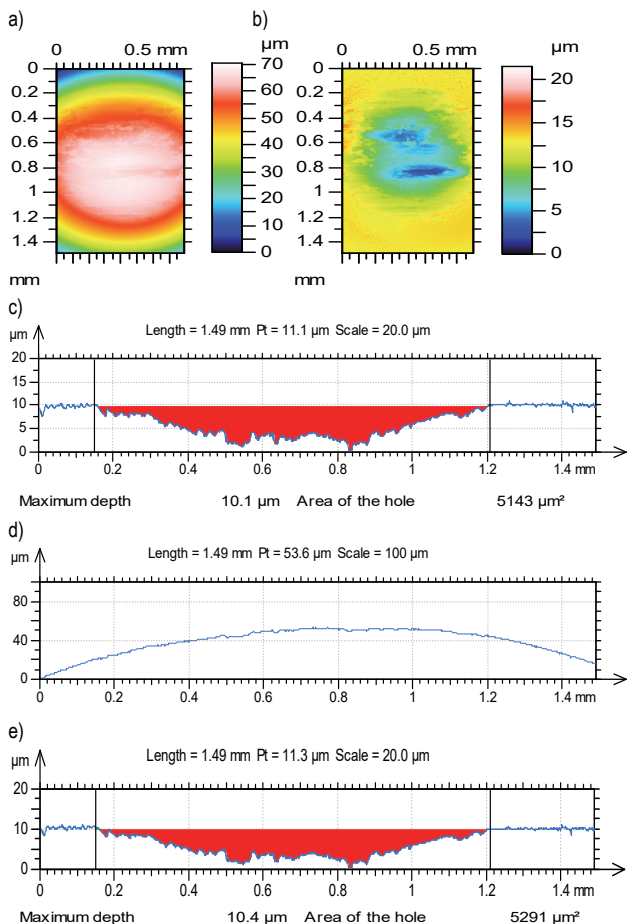 a) b)
0 0.5 mm µm 0 0.5 mm µm
0 0.2 0.4 0.6 0.8 1 1.2 1.4
70 60 50 40 30 20 10 0
0 0.2 0.4 0.6 0.8 1 1.2 1.4
20 15 10 5 0
mm mm
c)
µm
Length = 1.49 mm Pt = 11.1 µm Scale = 20.0 µm
20
15
10
5
0
0 0.2 0.4 0.6 0.8 1 1.2 1.4 mm
Maximum depth 10.1 µm Area of the hole 5143 µm²
d)
µm
Length = 1.49 mm Pt = 53.6 µm Scale = 100 µm
80
40
0
0 0.2 0.4 0.6 0.8 1 1.2 1.4 mm
e)
µm
Length = 1.49 mm Pt = 11.3 µm Scale = 20.0 µm
20
10
0
0 0.2 0.4 0.6 0.8 1 1.2 1.4 mm
Maximum depth 10.4 µm Area of the hole 5291 µm²